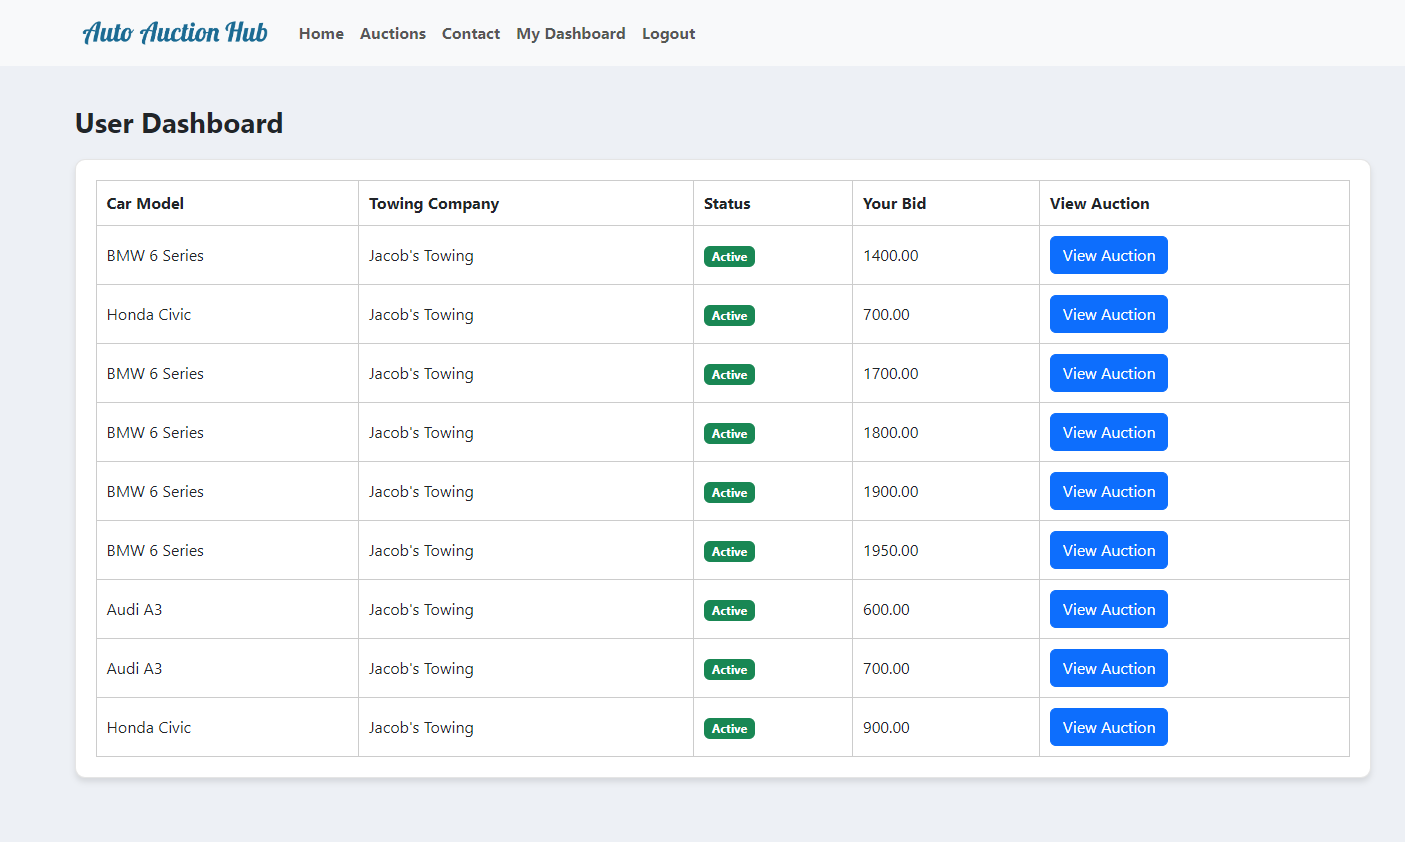 Auto Auction Hub Home Auctions Contact My Dashboard Logout
User Dashboard
Car Model Towing Company Status Your Bid View Auction
BMW 6 Series Jacob's Towing Active 1400.00 View Auction
Honda Civic Jacob's Towing Active 700.00 View Auction
BMW 6 Series Jacob's Towing Active 1700.00 View Auction
BMW 6 Series Jacob's Towing Active 1800.00 View Auction
BMW 6 Series Jacob's Towing Active 1900.00 View Auction
BMW 6 Series Jacob's Towing Active 1950.00 View Auction
Audi A3 Jacob's Towing Active 600.00 View Auction
Audi A3 Jacob's Towing Active 700.00 View Auction
Honda Civic Jacob's Towing Active 900.00 View Auction